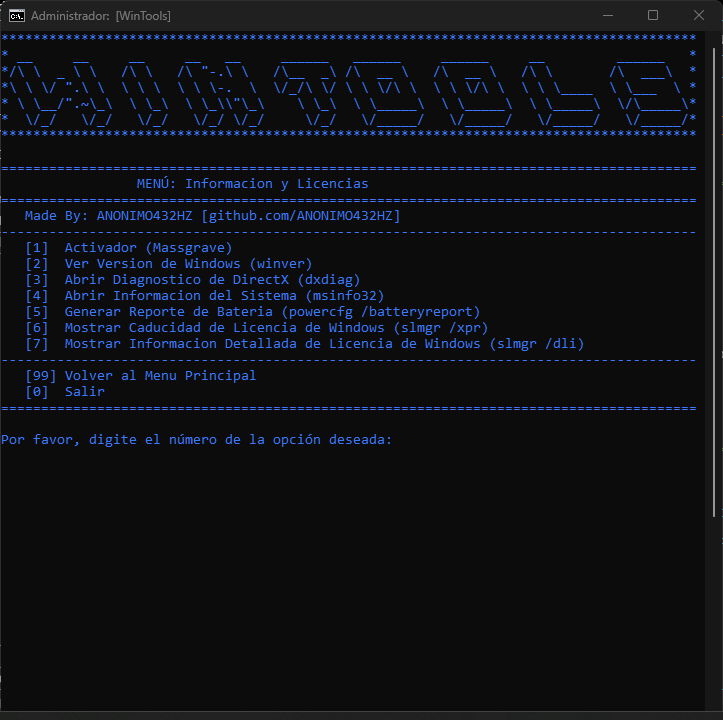 Administrador: [WinTools]
WINTOOLS
MENÚ: Informacion y Licencias
Made By: ANONIMO432HZ [github.com/ANONIMO432HZ]
[1] Activador (Massgrave)
[2] Ver Version de Windows (winver)
[3] Abrir Diagnostico de DirectX (dxdiag)
[4] Abrir Informacion del Sistema (msinfo32)
[5] Generar Reporte de Bateria (powercfg /batteryreport)
[6] Mostrar Caducidad de Licencia de Windows (slmgr /xpr)
[7] Mostrar Informacion Detallada de Licencia de Windows (slmgr /dli)
[99] Volver al Menu Principal
[0] Salir
Por favor, digite el número de la opción deseada: